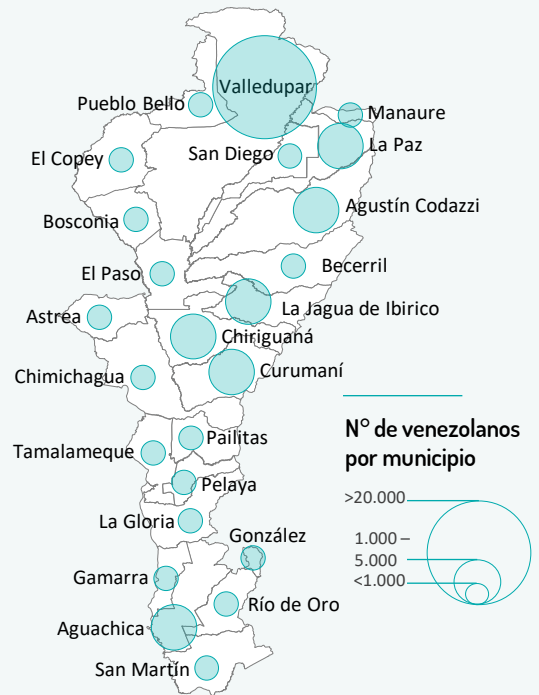 Valledupar
Pueblo Bello
Manaure
La Paz
El Copey
San Diego
Agustín Codazzi
Bosconia
Becerril
El Paso
La Jagua de Ibirico
Astrea
Chiriguaná
Curumaní
Chimichagua
Pailitas
Tamalameque
Pelaya
La Gloria
González
Gamarra
Río de Oro
Aguachica
San Martín
N° de venezolanos
por municipio
>20.000
1.000 –
5.000
<1.000